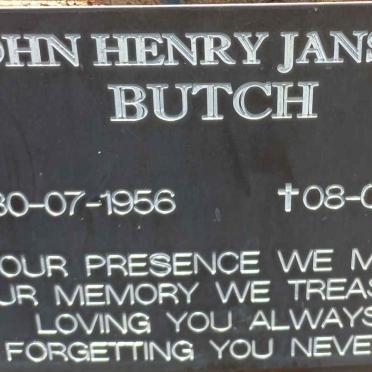 OHN HENRY JANS
BUTCH
30-07-1956 †08-0
OUR PRESENCE WE M
UR MEMORY WE TREAS
LOVING YOU ALWAYS
FORGETTING YOU NEVE